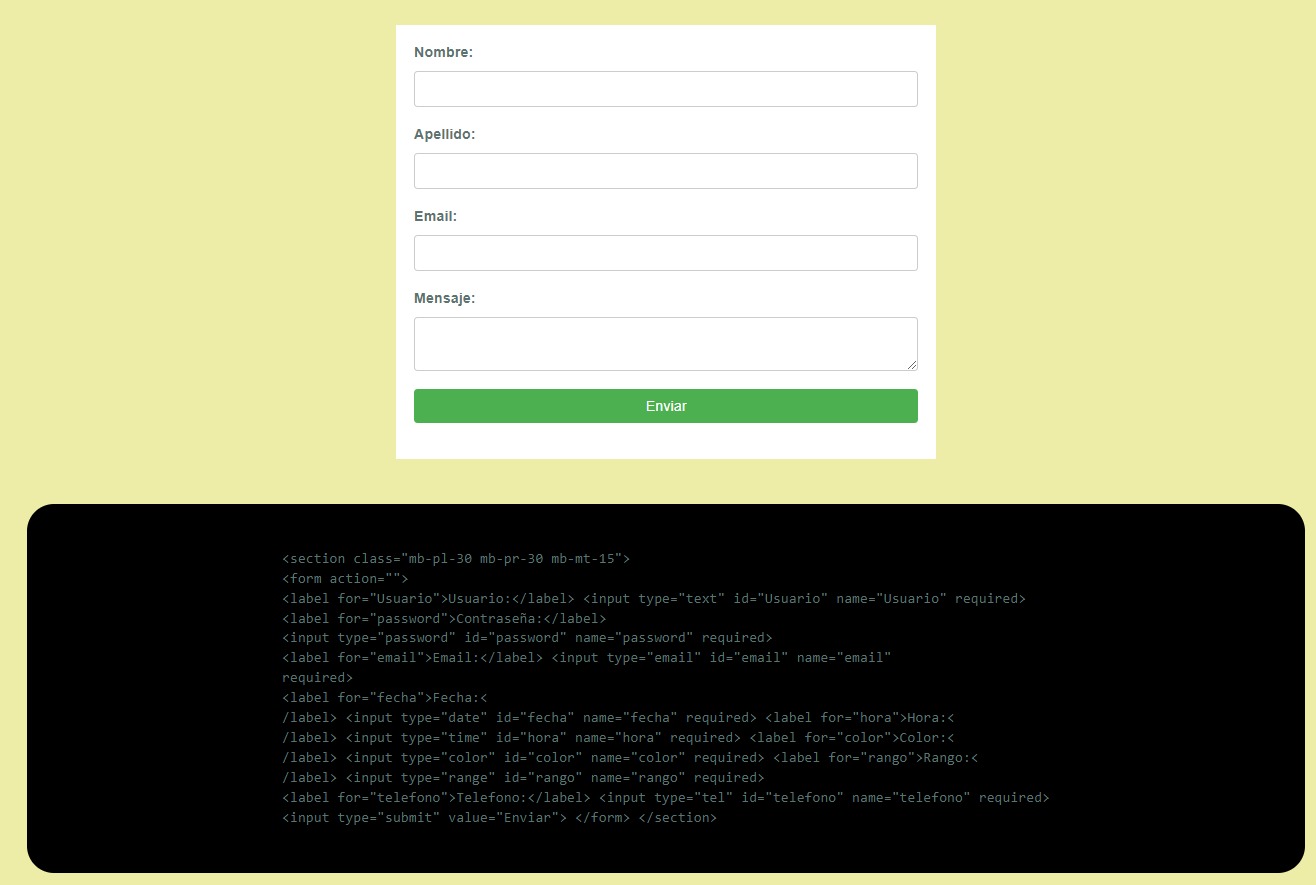 Nombre:
Apellido:
Email:
Mensaje:
Enviar
<section class="mb-pl-30 mb-pr-30 mb-mt-15">
<form action="">
<label for="Usuario">Usuario:</label> <input type="text" id="Usuario" name="Usuario" required>
<label for="password">Contraseña:</label>
<input type="password" id="password" name="password" required>
<label for="email">Email:</label> <input type="email" id="email" name="email"
required>
<label for="fecha">Fecha:<
/label> <input type="date" id="fecha" name="fecha" required> <label for="hora">Hora:<
/label> <input type="time" id="hora" name="hora" required> <label for="color">Color:<
/label> <input type="color" id="color" name="color" required> <label for="rango">Rango:<
/label> <input type="range" id="rango" name="rango" required>
<label for="telefono">Telefono:</label> <input type="tel" id="telefono" name="telefono" required>
<input type="submit" value="Enviar"> </form> </section>